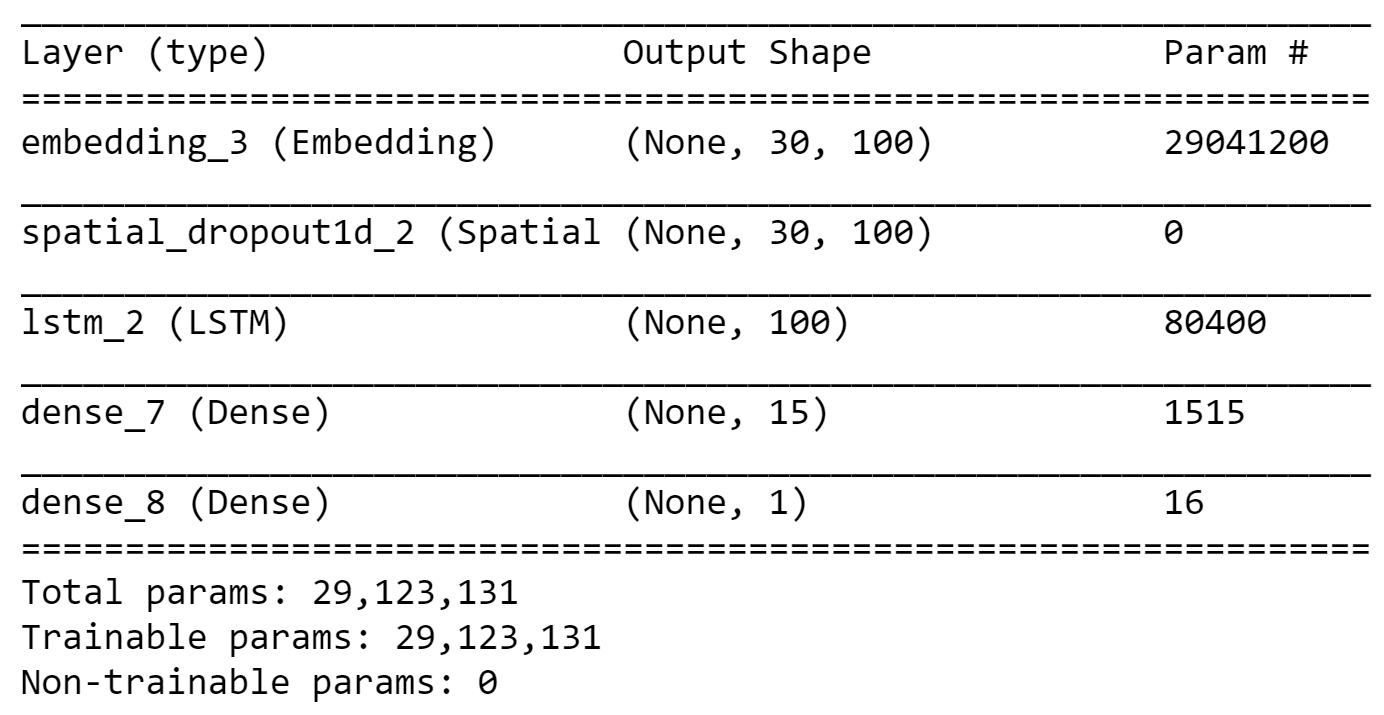 Layer (type) Output Shape Param #
=================================================================
embedding_3 (Embedding) (None, 30, 100) 29041200
spatial_dropout1d_2 (Spatial (None, 30, 100) 0
lstm_2 (LSTM) (None, 100) 80400
dense_7 (Dense) (None, 15) 1515
dense_8 (Dense) (None, 1) 16
=================================================================
Total params: 29,123,131
Trainable params: 29,123,131
Non-trainable params: 0